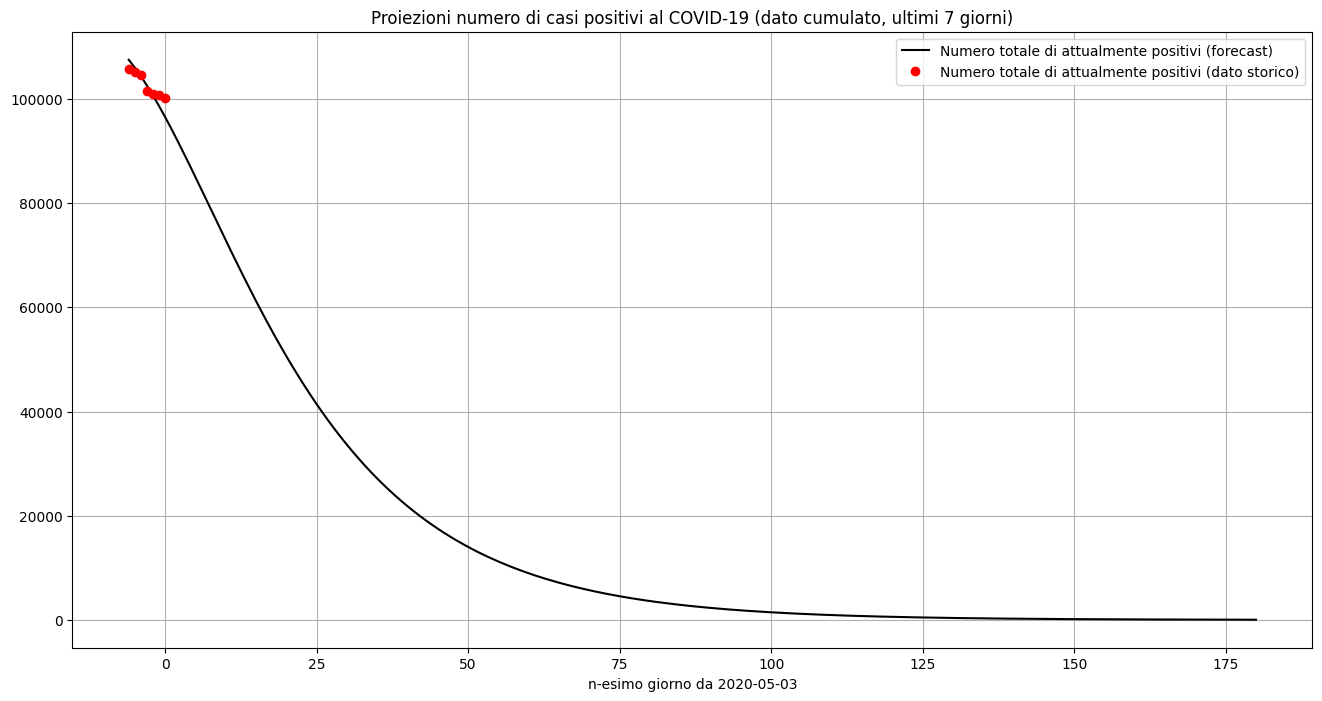 Proiezioni numero di casi positivi al COVID-19 (dato cumulato, ultimi 7 giorni)
Numero totale di attualmente positivi (forecast)
Numero totale di attualmente positivi (dato storico)
100000
80000
60000
40000
20000
0
0 25 50 75 100 125 150 175
n-esimo giorno da 2020-05-03